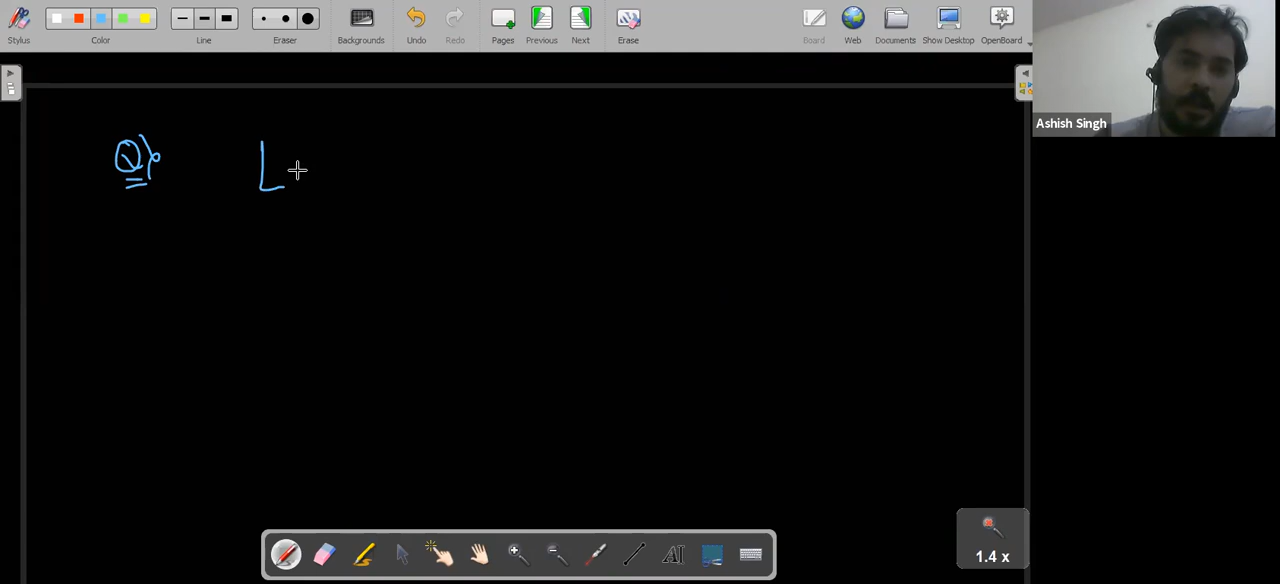 Stylus Color Line Eraser Backgrounds Undo Redo Pages Previous Next Erase Board Web Documents Show Desktop OpenBoard
Ashish Singh
Q) L
AI
1.4 x